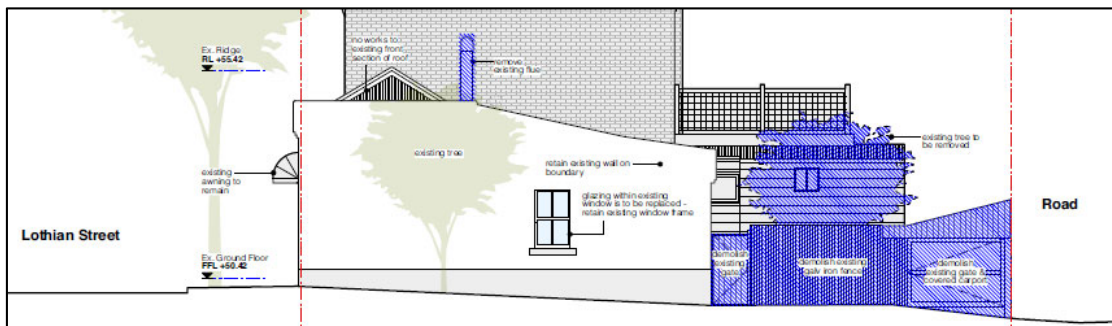 Ex. Ridge
RL +55.42
no works to
existing front
section of roof
remove
existing flue
existing tree
existing tree to
be removed
existing
awning to
remain
retain existing wall on
boundary
glazing within existing
window is to be replaced -
retain existing window frame
Lothian Street
Road
Ex. Ground Floor
FFL +50.42
demolish
existing
gate
demolish existing
galv iron fence
demolish
existing gate &
covered carport